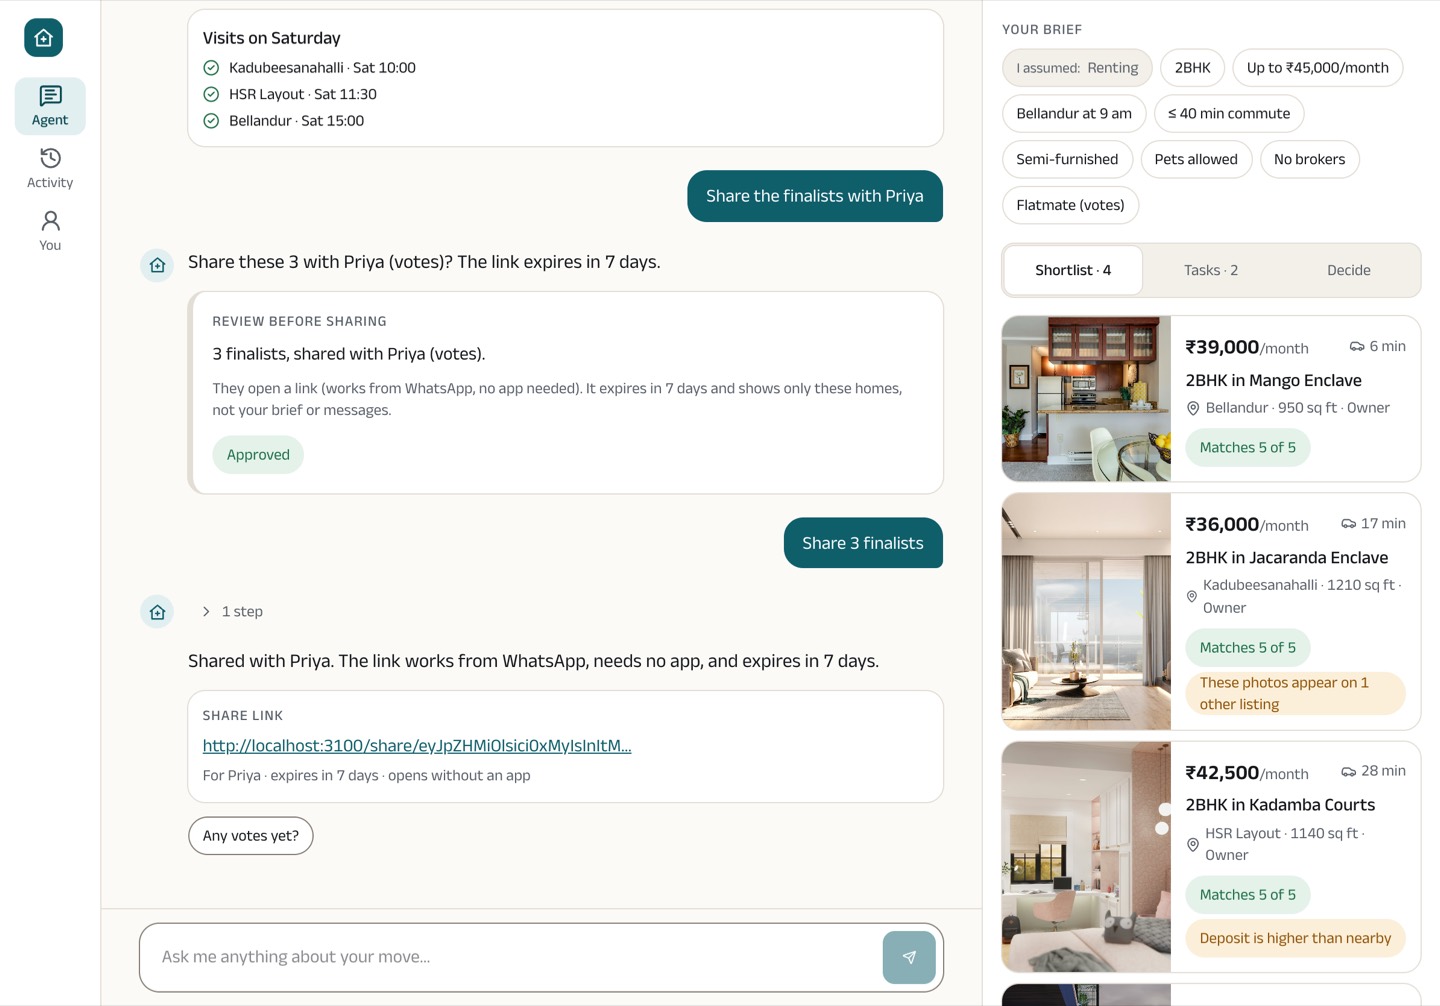 Agent
Activity
You
Visits on Saturday
Kadubeesanahalli · Sat 10:00
HSR Layout · Sat 11:30
Bellandur · Sat 15:00
Share the finalists with Priya
Share these 3 with Priya (votes)? The link expires in 7 days.
REVIEW BEFORE SHARING
3 finalists, shared with Priya (votes).
They open a link (works from WhatsApp, no app needed). It expires in 7 days and shows only these homes,
not your brief or messages.
Approved
Share 3 finalists
1 step
Shared with Priya. The link works from WhatsApp, needs no app, and expires in 7 days.
SHARE LINK
http://localhost:3100/share/eyJpZHMiOlsici0xMyIsInItM...
For Priya · expires in 7 days · opens without an app
Any votes yet?
Ask me anything about your move...
YOUR BRIEF
I assumed: Renting
2BHK
Up to ₹45,000/month
Bellandur at 9 am
≤ 40 min commute
Semi-furnished
Pets allowed
No brokers
Flatmate (votes)
Shortlist · 4
Tasks · 2
Decide
₹39,000/month
6 min
2BHK in Mango Enclave
Bellandur · 950 sq ft · Owner
Matches 5 of 5
₹36,000/month
17 min
2BHK in Jacaranda Enclave
Kadubeesanahalli · 1210 sq ft ·
Owner
Matches 5 of 5
These photos appear on 1
other listing
₹42,500/month
28 min
2BHK in Kadamba Courts
HSR Layout · 1140 sq ft ·
Owner
Matches 5 of 5
Deposit is higher than nearby